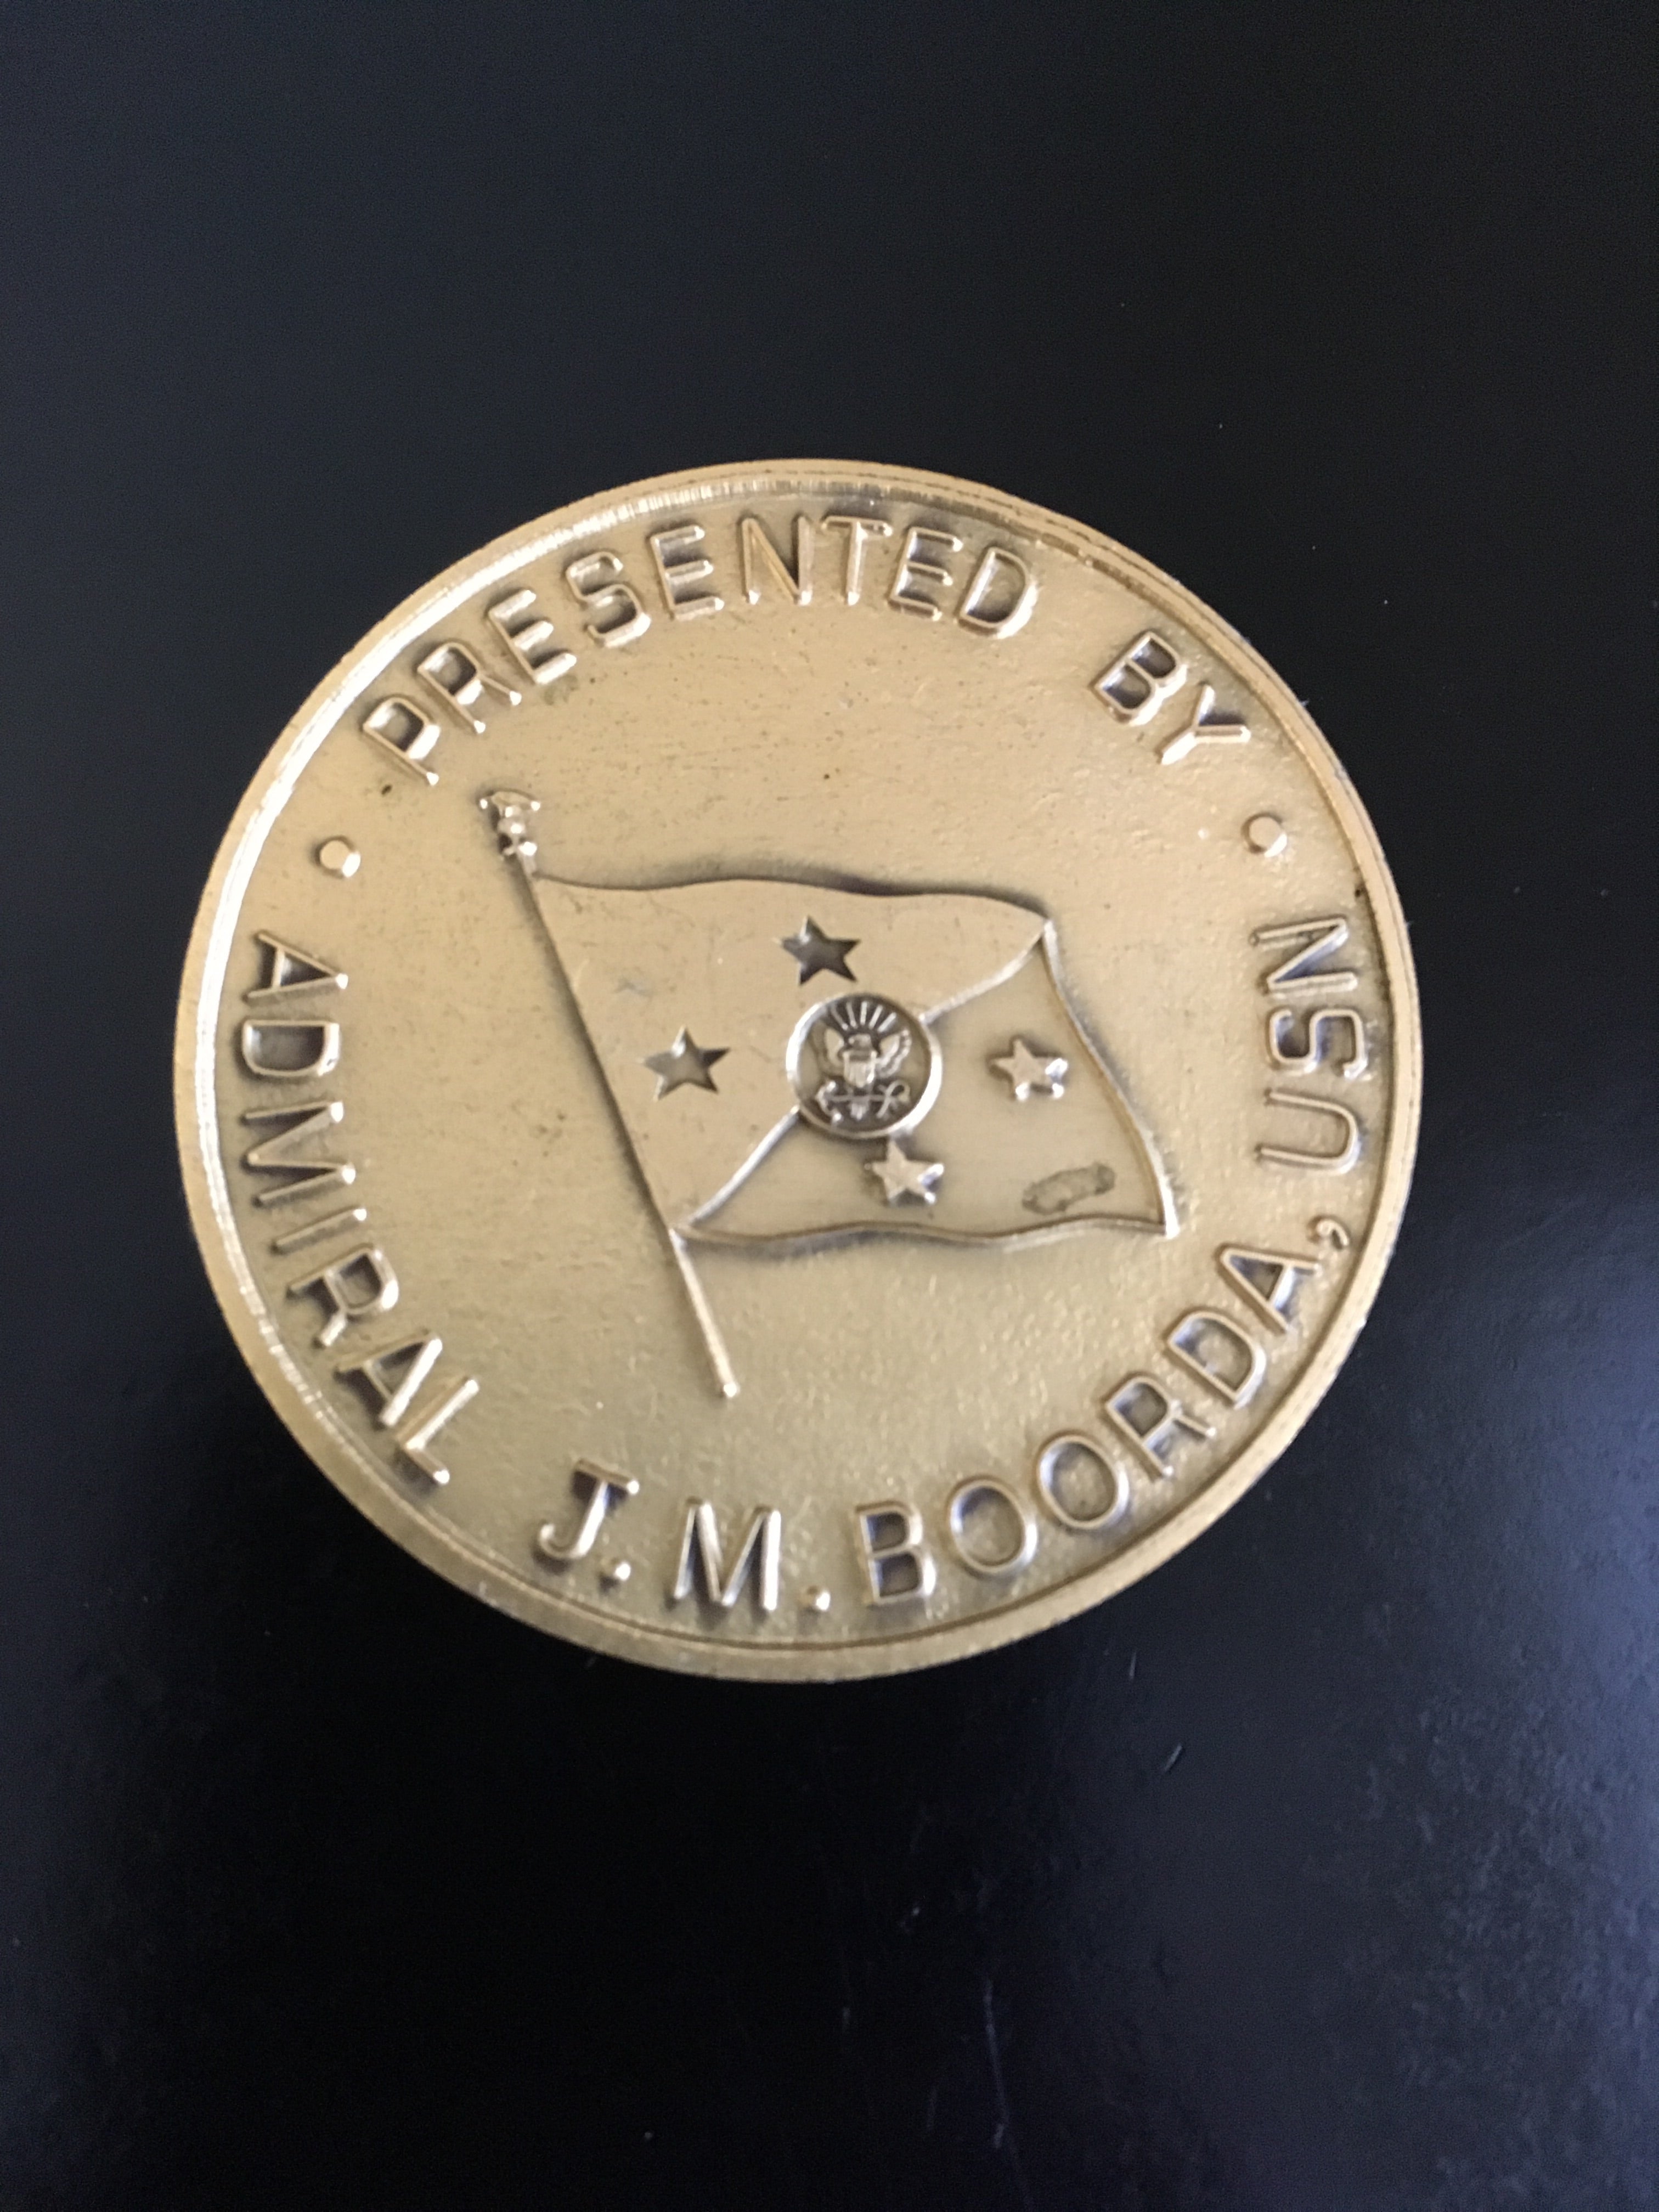 • PRESENTED BY •
ADMIRAL J.M. BOORDA, USN